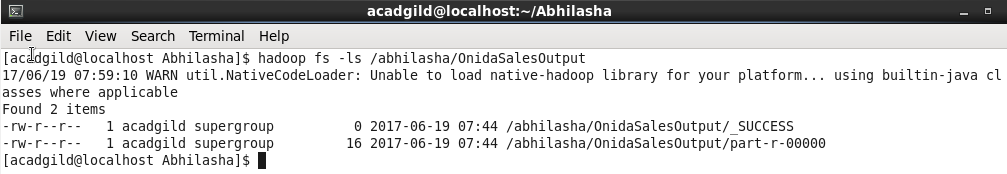 acadgild@localhost:~/Abhilasha
File Edit View Search Terminal Help
[acadgild@localhost Abhilasha]$ hadoop fs -ls /abhilasha/OnidaSalesOutput
17/06/19 07:59:10 WARN util.NativeCodeLoader: Unable to load native-hadoop library for your platform... using builtin-java cl
asses where applicable
Found 2 items
-rw-r--r--   1 acadgild supergroup          0 2017-06-19 07:44 /abhilasha/OnidaSalesOutput/_SUCCESS
-rw-r--r--   1 acadgild supergroup         16 2017-06-19 07:44 /abhilasha/OnidaSalesOutput/part-r-00000
[acadgild@localhost Abhilasha]$